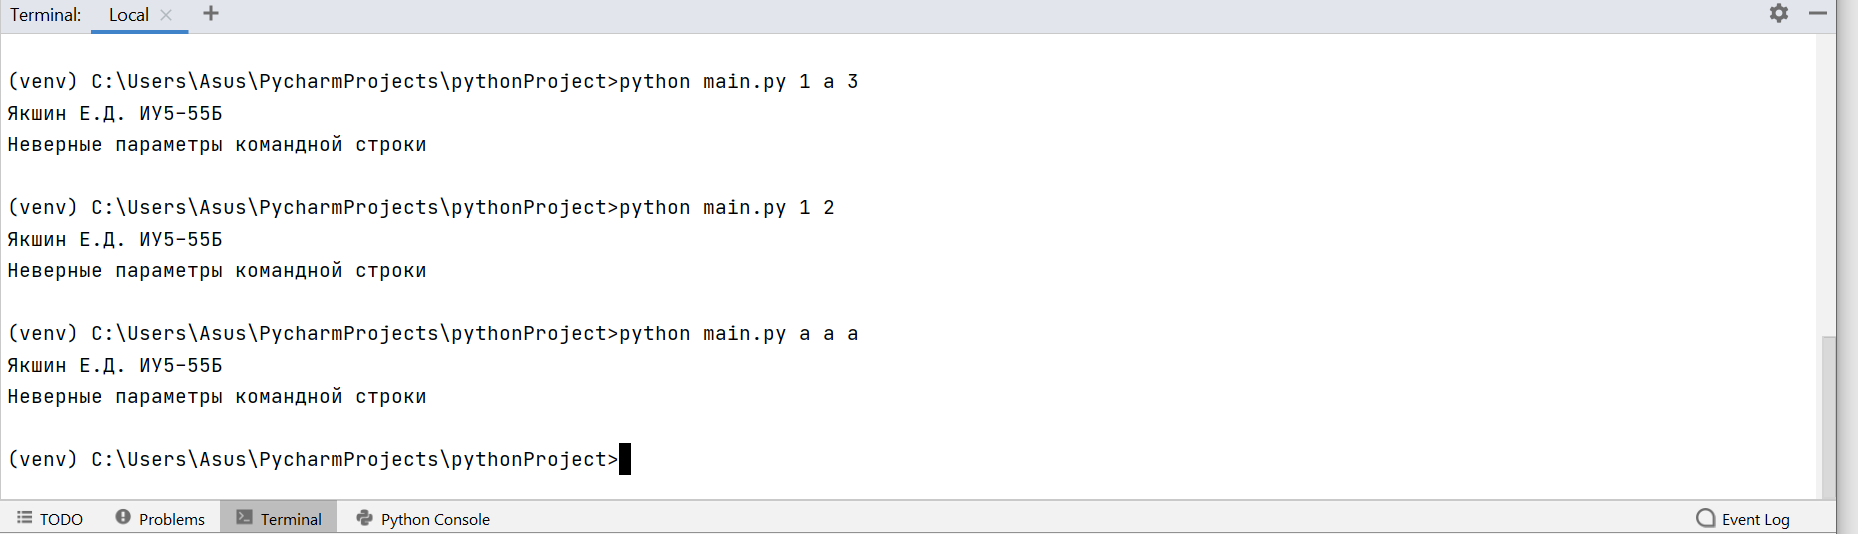 Terminal: Local
(venv) C:\Users\Asus\PycharmProjects\pythonProject>python main.py 1 a 3
Якшин Е.Д. ИУ5-55Б
Неверные параметры командной строки
(venv) C:\Users\Asus\PycharmProjects\pythonProject>python main.py 1 2
Якшин Е.Д. ИУ5-55Б
Неверные параметры командной строки
(venv) C:\Users\Asus\PycharmProjects\pythonProject>python main.py a a a
Якшин Е.Д. ИУ5-55Б
Неверные параметры командной строки
(venv) C:\Users\Asus\PycharmProjects\pythonProject>
TODO Problems Terminal Python Console Event Log